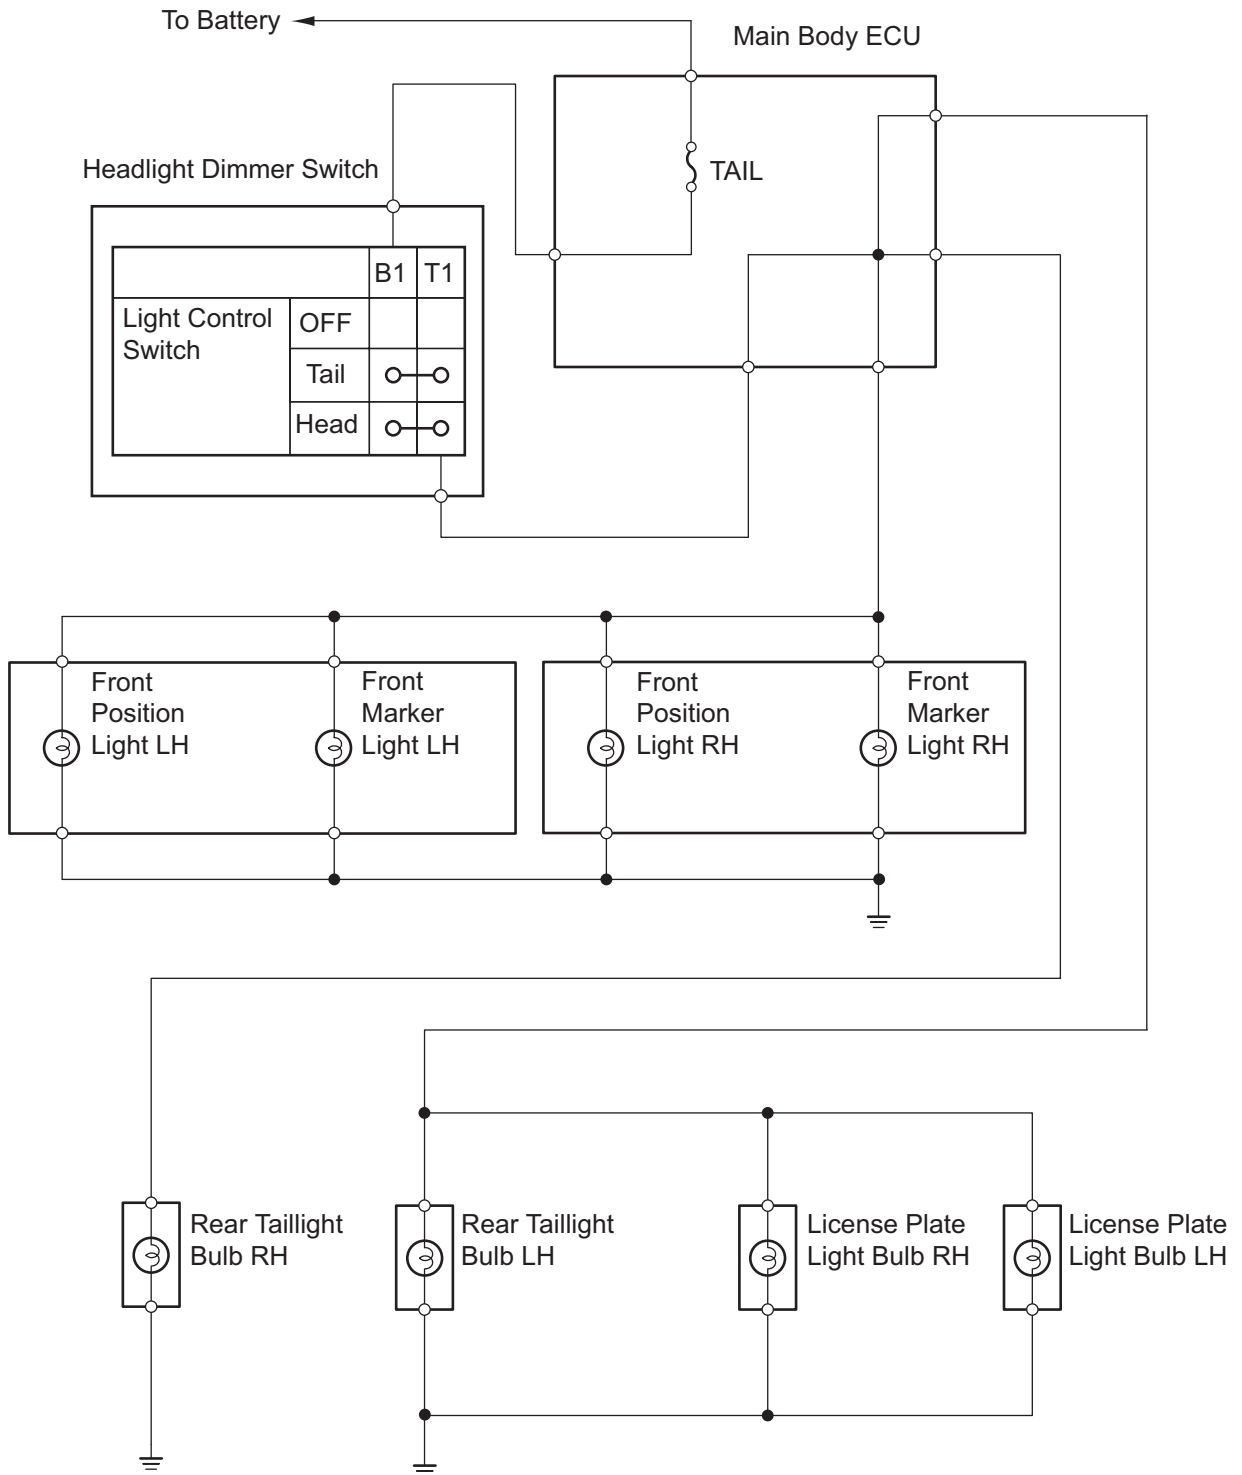 To Battery
Main Body ECU
TAIL
Headlight Dimmer Switch
B1 T1
Light Control
Switch
OFF
Tail
Head
Front
Position
Light LH
Front
Marker
Light LH
Front
Position
Light RH
Front
Marker
Light RH
Rear Taillight
Bulb RH
Rear Taillight
Bulb LH
License Plate
Light Bulb RH
License Plate
Light Bulb LH